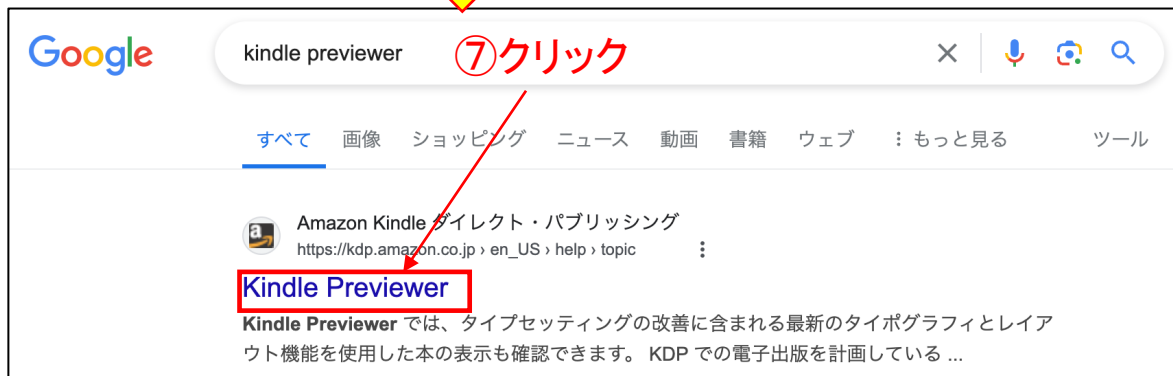 Google
kindle previewer
⑦クリック
すべて 画像 ショッピング ニュース 動画 書籍 ウェブ ⋮ もっと見る ツール
Amazon Kindle ダイレクト・パブリッシング
https://kdp.amazon.co.jp › en_US › help › topic
Kindle Previewer
Kindle Previewer では、タイプセッティングの改善に含まれる最新のタイポグラフィとレイア
ウト機能を使用した本の表示も確認できます。 KDP での電子出版を計画している ...